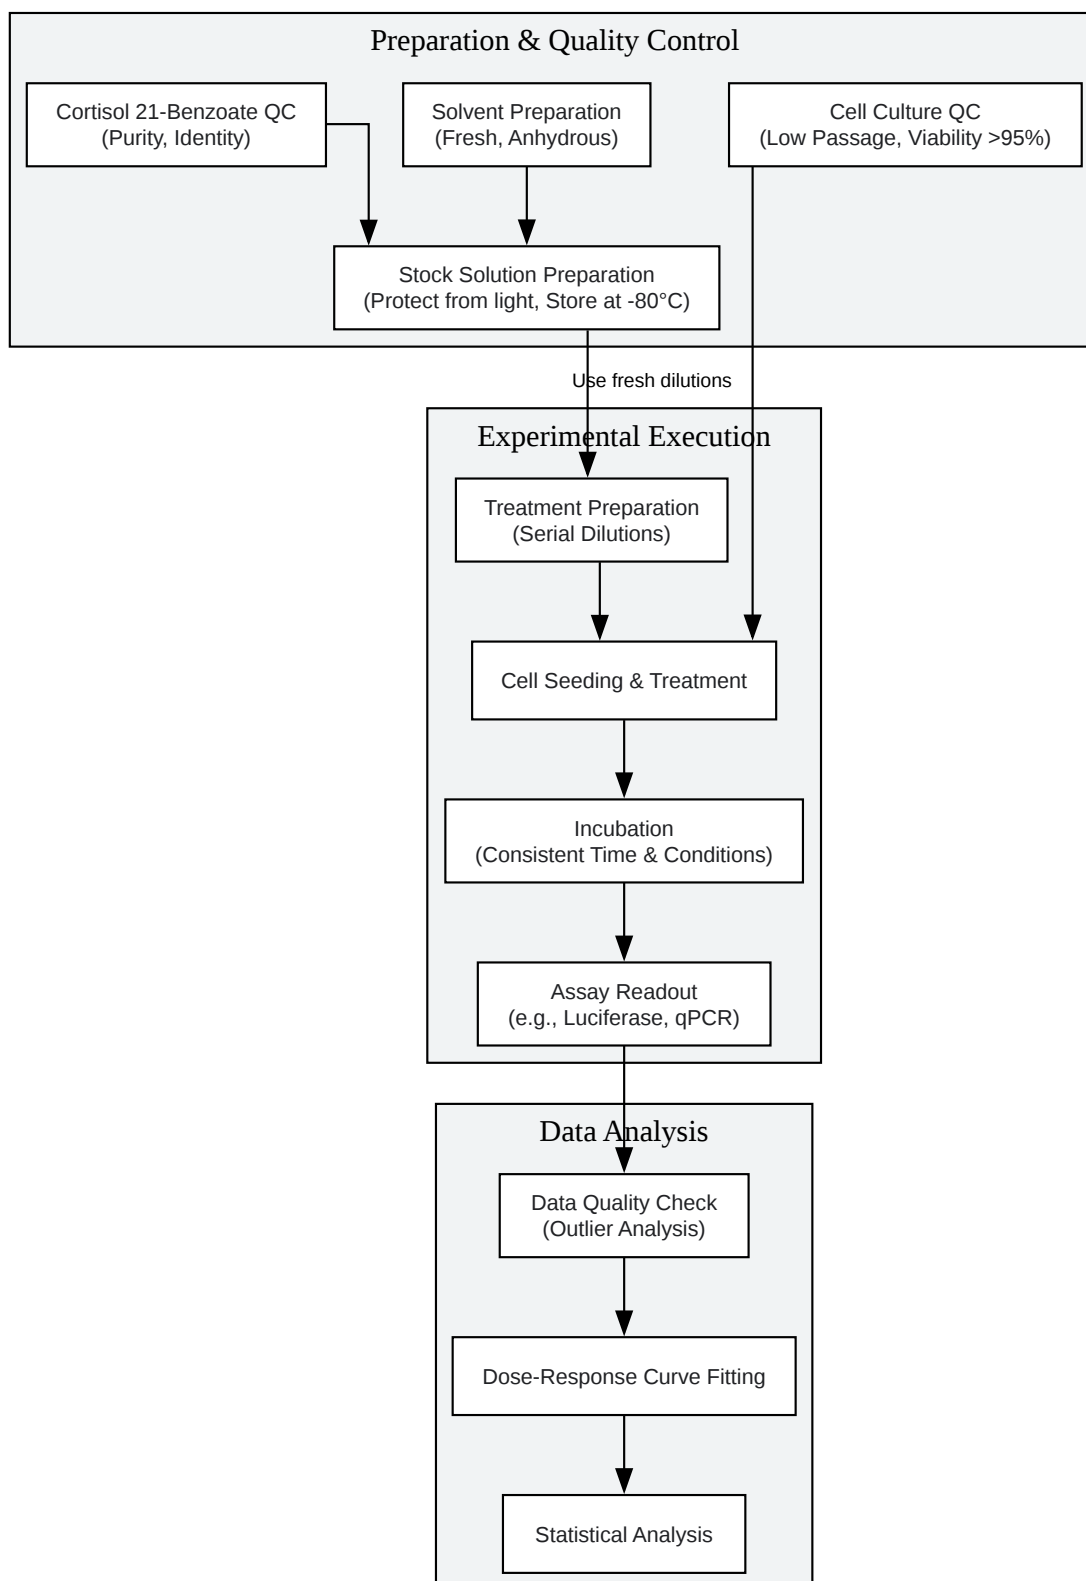 Preparation & Quality Control
Cortisol 21-Benzoate QC
(Purity, Identity)
Solvent Preparation
(Fresh, Anhydrous)
Cell Culture QC
(Low Passage, Viability >95%)
Stock Solution Preparation
(Protect from light, Store at -80°C)
Use fresh dilutions
Experimental Execution
Treatment Preparation
(Serial Dilutions)
Cell Seeding & Treatment
Incubation
(Consistent Time & Conditions)
Assay Readout
(e.g., Luciferase, qPCR)
Data Analysis
Data Quality Check
(Outlier Analysis)
Dose-Response Curve Fitting
Statistical Analysis